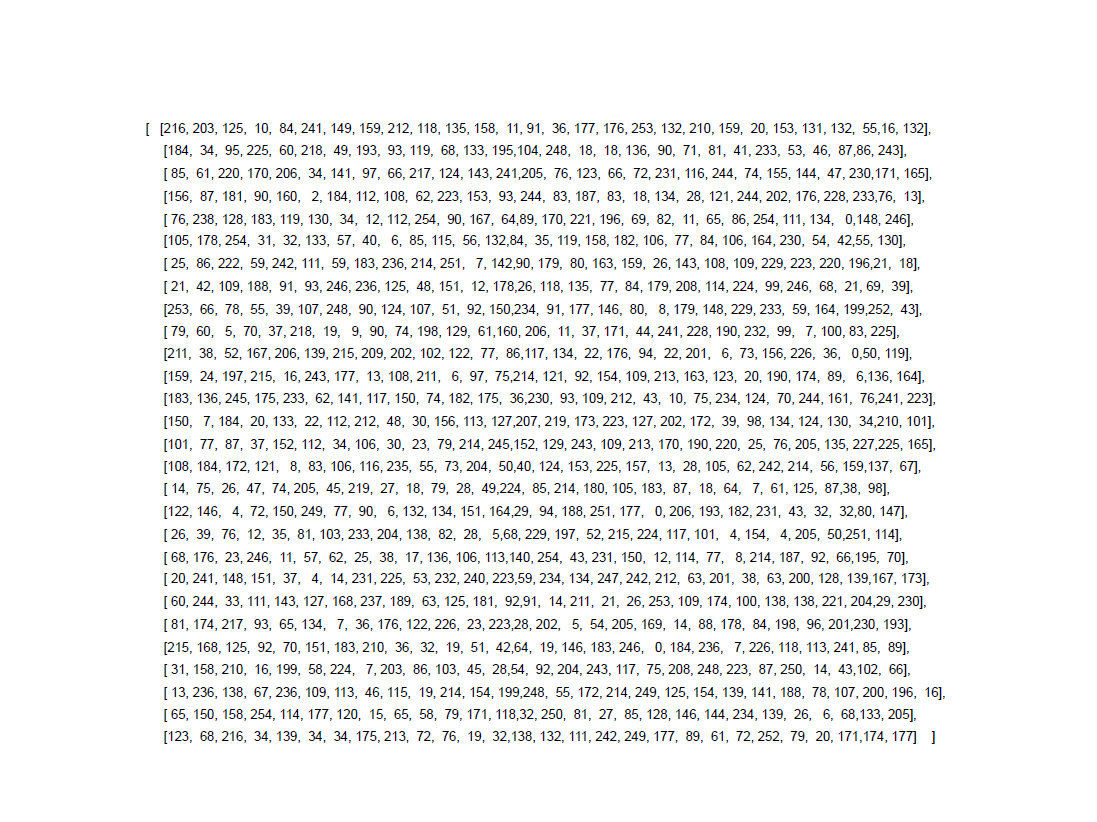 [ [216, 203, 125, 10, 84, 241, 149, 159, 212, 118, 135, 158, 11, 91, 36, 177, 176, 253, 132, 210, 159, 20, 153, 131, 132, 55,16, 132],
[184, 34, 95, 225, 60, 218, 49, 193, 93, 119, 68, 133, 195,104, 248, 18, 18, 136, 90, 71, 81, 41, 233, 53, 46, 87,86, 243],
[ 85, 61, 220, 170, 206, 34, 141, 97, 66, 217, 124, 143, 241,205, 76, 123, 66, 72, 231, 116, 244, 74, 155, 144, 47, 230,171, 165],
[156, 87, 181, 90, 160, 2, 184, 112, 108, 62, 223, 153, 93, 244, 83, 187, 83, 18, 134, 28, 121, 244, 202, 176, 228, 233,76, 13],
[ 76, 238, 128, 183, 119, 130, 34, 12, 112, 254, 90, 167, 64,89, 170, 221, 196, 69, 82, 11, 65, 86, 254, 111, 134, 0,148, 246],
[105, 178, 254, 31, 32, 133, 57, 40, 6, 85, 115, 56, 132,84, 35, 119, 158, 182, 106, 77, 84, 106, 164, 230, 54, 42,55, 130],
[ 25, 86, 222, 59, 242, 111, 59, 183, 236, 214, 251, 7, 142,90, 179, 80, 163, 159, 26, 143, 108, 109, 229, 223, 220, 196,21, 18],
[ 21, 42, 109, 188, 91, 93, 246, 236, 125, 48, 151, 12, 178,26, 118, 135, 77, 84, 179, 208, 114, 224, 99, 246, 68, 21, 69, 39],
[253, 66, 78, 55, 39, 107, 248, 90, 124, 107, 51, 92, 150,234, 91, 177, 146, 80, 8, 179, 148, 229, 233, 59, 164, 199,252, 43],
[ 79, 60, 5, 70, 37, 218, 19, 9, 90, 74, 198, 129, 61,160, 206, 11, 37, 171, 44, 241, 228, 190, 232, 99, 7, 100, 83, 225],
[211, 38, 52, 167, 206, 139, 215, 209, 202, 102, 122, 77, 86,117, 134, 22, 176, 94, 22, 201, 6, 73, 156, 226, 36, 0,50, 119],
[159, 24, 197, 215, 16, 243, 177, 13, 108, 211, 6, 97, 75,214, 121, 92, 154, 109, 213, 163, 123, 20, 190, 174, 89, 6,136, 164],
[183, 136, 245, 175, 233, 62, 141, 117, 150, 74, 182, 175, 36,230, 93, 109, 212, 43, 10, 75, 234, 124, 70, 244, 161, 76,241, 223],
[150, 7, 184, 20, 133, 22, 112, 212, 48, 30, 156, 113, 127,207, 219, 173, 223, 127, 202, 172, 39, 98, 134, 124, 130, 34,210, 101],
[101, 77, 87, 37, 152, 112, 34, 106, 30, 23, 79, 214, 245,152, 129, 243, 109, 213, 170, 190, 220, 25, 76, 205, 135, 227,225, 165],
[108, 184, 172, 121, 8, 83, 106, 116, 235, 55, 73, 204, 50,40, 124, 153, 225, 157, 13, 28, 105, 62, 242, 214, 56, 159,137, 67],
[ 14, 75, 26, 47, 74, 205, 45, 219, 27, 18, 79, 28, 49,224, 85, 214, 180, 105, 183, 87, 18, 64, 7, 61, 125, 87,38, 98],
[122, 146, 4, 72, 150, 249, 77, 90, 6, 132, 134, 151, 164,29, 94, 188, 251, 177, 0, 206, 193, 182, 231, 43, 32, 32,80, 147],
[ 26, 39, 76, 12, 35, 81, 103, 233, 204, 138, 82, 28, 5,68, 229, 197, 52, 215, 224, 117, 101, 4, 154, 4, 205, 50,251, 114],
[ 68, 176, 23, 246, 11, 57, 62, 25, 38, 17, 136, 106, 113,140, 254, 43, 231, 150, 12, 114, 77, 8, 214, 187, 92, 66,195, 70],
[ 20, 241, 148, 151, 37, 4, 14, 231, 225, 53, 232, 240, 223,59, 234, 134, 247, 242, 212, 63, 201, 38, 63, 200, 128, 139,167, 173],
[ 60, 244, 33, 111, 143, 127, 168, 237, 189, 63, 125, 181, 92,91, 14, 211, 21, 26, 253, 109, 174, 100, 138, 138, 221, 204,29, 230],
[ 81, 174, 217, 93, 65, 134, 7, 36, 176, 122, 226, 23, 223,28, 202, 5, 54, 205, 169, 14, 88, 178, 84, 198, 96, 201,230, 193],
[215, 168, 125, 92, 70, 151, 183, 210, 36, 32, 19, 51, 42,64, 19, 146, 183, 246, 0, 184, 236, 7, 226, 118, 113, 241, 85, 89],
[ 31, 158, 210, 16, 199, 58, 224, 7, 203, 86, 103, 45, 28,54, 92, 204, 243, 117, 75, 208, 248, 223, 87, 250, 14, 43,102, 66],
[ 13, 236, 138, 67, 236, 109, 113, 46, 115, 19, 214, 154, 199,248, 55, 172, 214, 249, 125, 154, 139, 141, 188, 78, 107, 200, 196, 16],
[ 65, 150, 158, 254, 114, 177, 120, 15, 65, 58, 79, 171, 118,32, 250, 81, 27, 85, 128, 146, 144, 234, 139, 26, 6, 68,133, 205],
[123, 68, 216, 34, 139, 34, 34, 175, 213, 72, 76, 19, 32,138, 132, 111, 242, 249, 177, 89, 61, 72, 252, 79, 20, 171,174, 177] ]